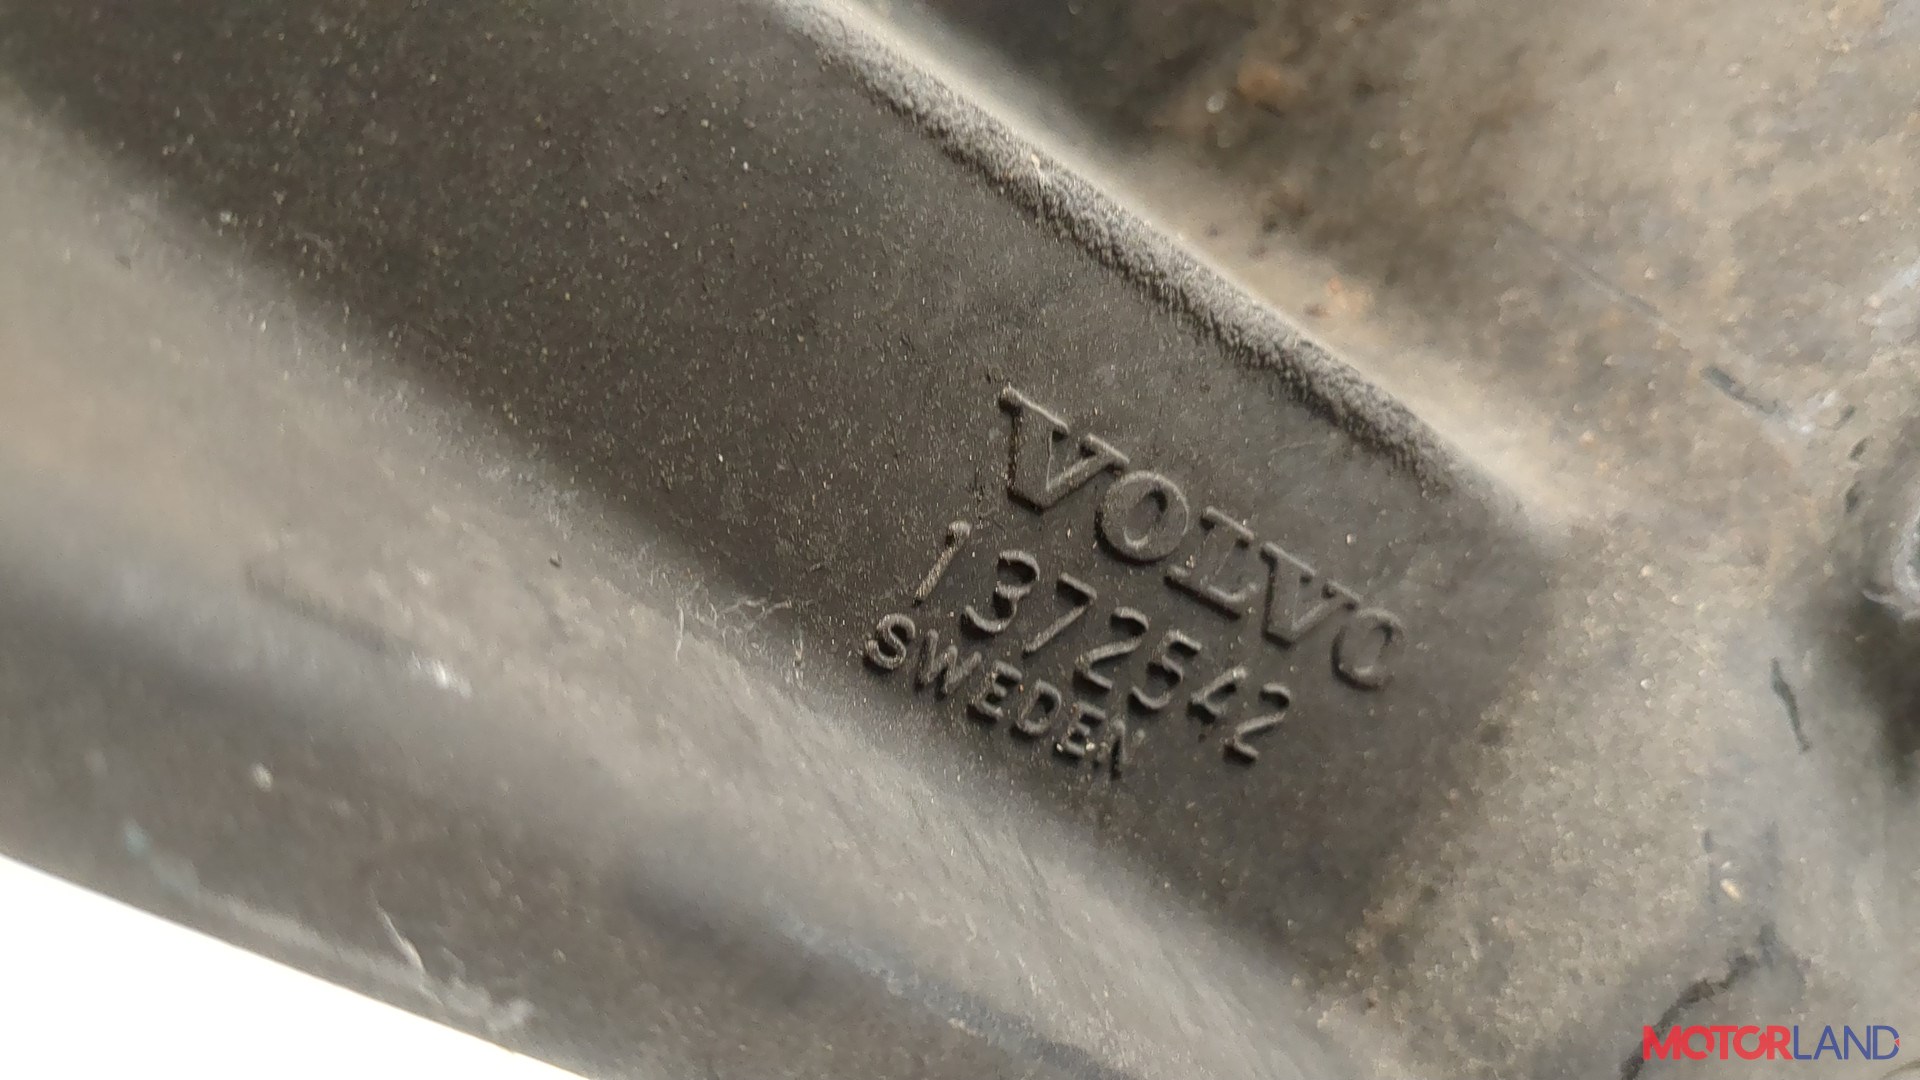 VOLVO
1372542
SWEDEN
MOTORLAND